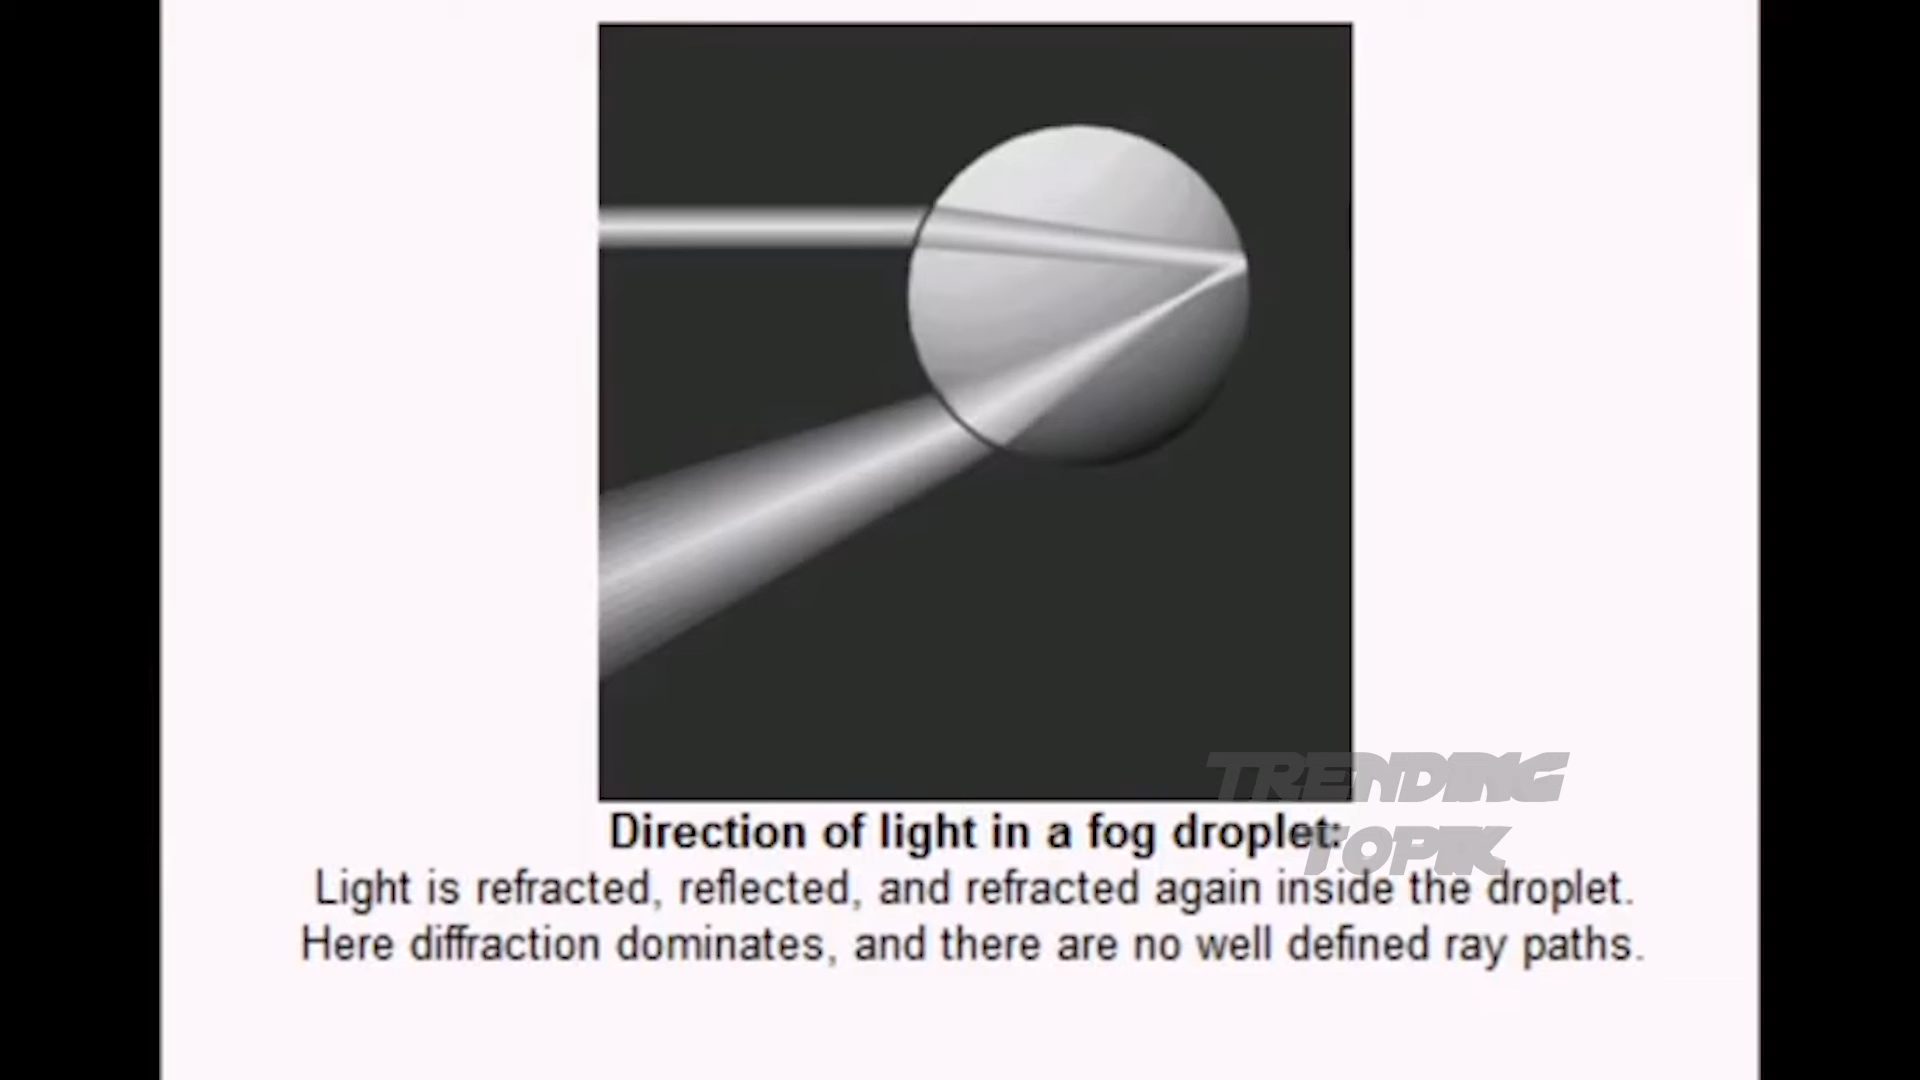 TRENDING
TOPIK
Direction of light in a fog droplet:
Light is refracted, reflected, and refracted again inside the droplet.
Here diffraction dominates, and there are no well defined ray paths.